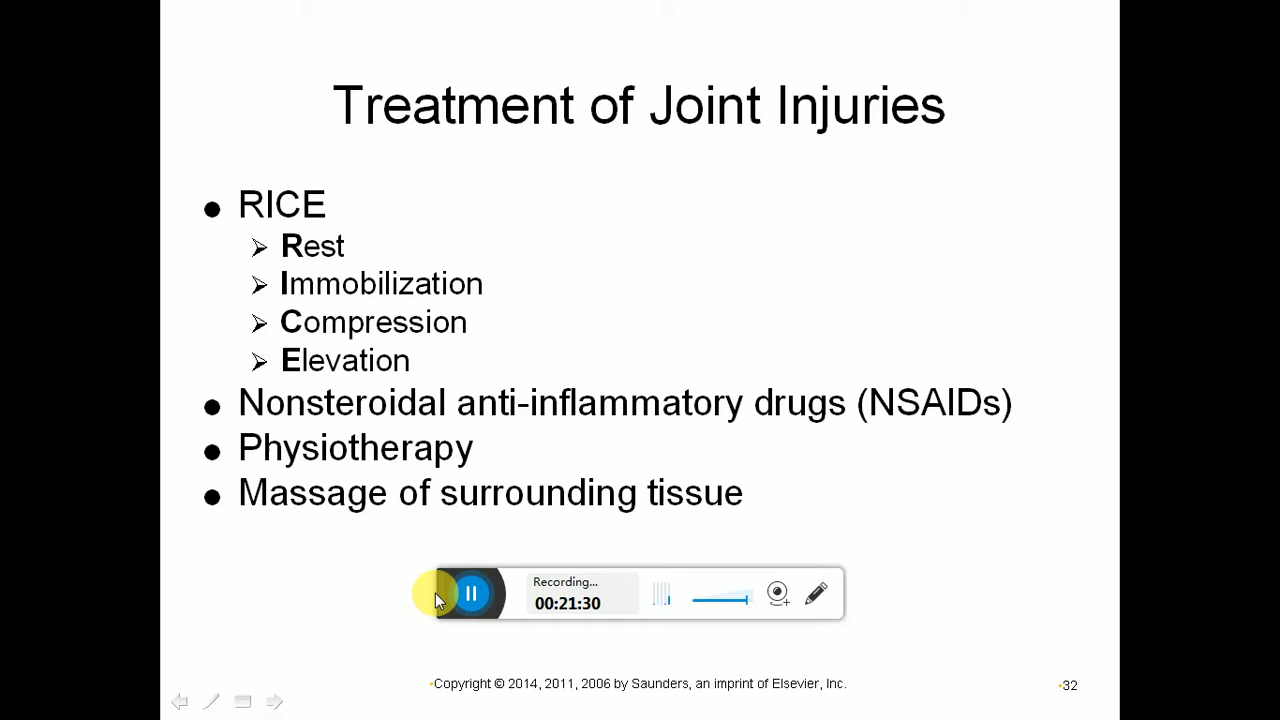 Treatment of Joint Injuries
• RICE
➢ Rest
➢ Immobilization
➢ Compression
➢ Elevation
• Nonsteroidal anti-inflammatory drugs (NSAIDs)
• Physiotherapy
• Massage of surrounding tissue
Recording...
00:21:30
•Copyright © 2014, 2011, 2006 by Saunders, an imprint of Elsevier, Inc.
•32